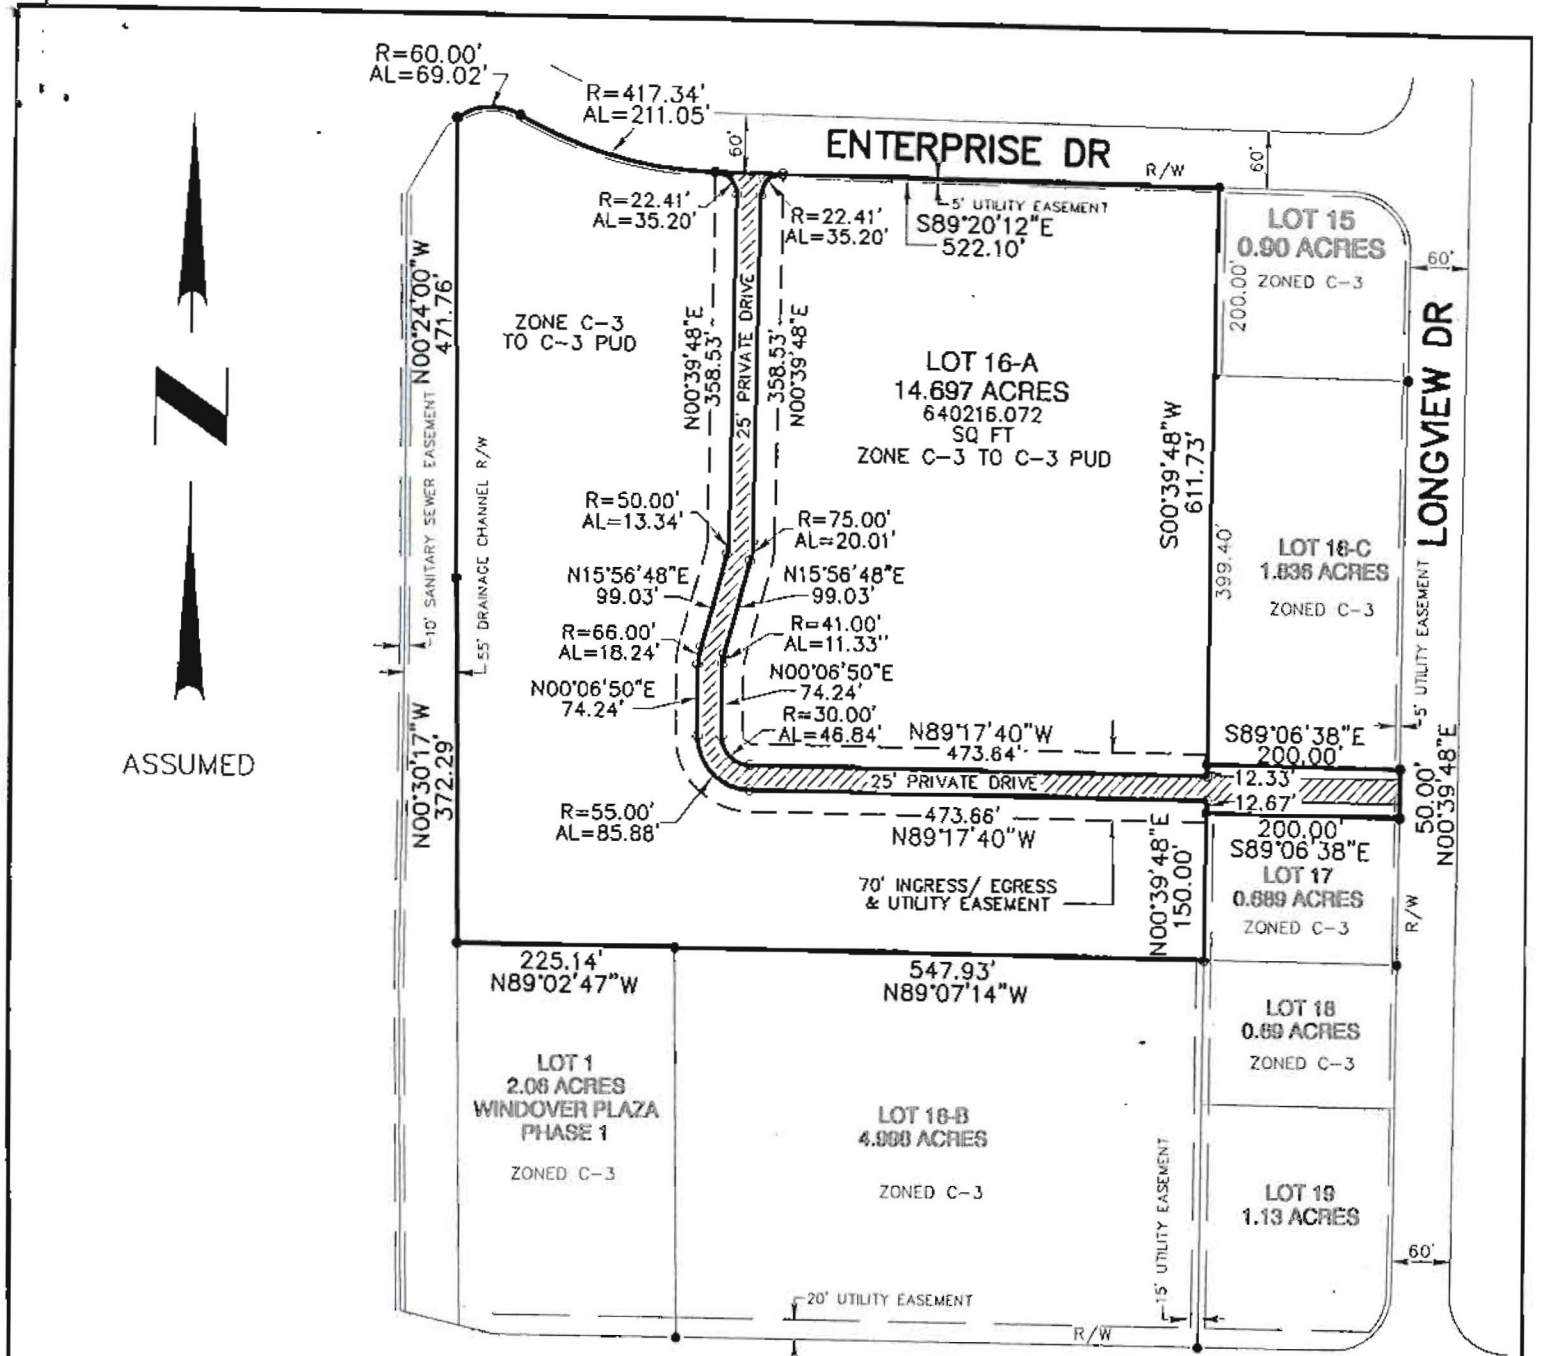 R=60.00'
AL=69.02'
R=417.34'
AL=211.05'
60'
ENTERPRISE DR
R/W
60'
R=22.41'
AL=35.20'
R=22.41'
AL=35.20'
5' UTILITY EASEMENT
S89°20'12"E
522.10'
LOT 15
0.90 ACRES
ZONED C-3
60'
200.00'
N00°24'00"W
471.76'
ZONE C-3
TO C-3 PUD
N00°39'48"E
358.53'
25' PRIVATE DRIVE
358.53'
N00°39'48"E
LOT 16-A
14.697 ACRES
640216.072
SQ FT
ZONE C-3 TO C-3 PUD
S00°39'48"W
611.73'
LONGVIEW DR
N
10' SANITARY SEWER EASEMENT
55' DRAINAGE CHANNEL R/W
R=50.00'
AL=13.34'
R=75.00'
AL=20.01'
399.40'
LOT 16-C
1.836 ACRES
ZONED C-3
N15°56'48"E
99.03'
N15°56'48"E
99.03'
R=66.00'
AL=18.24'
R=41.00'
AL=11.33"
5' UTILITY EASEMENT
N00°06'50"E
74.24'
N00°06'50"E
74.24'
R=30.00'
AL=46.84'
N89°17'40"W
473.64'
S89°06'38"E
200.00'
ASSUMED
N00°30'17"W
372.29'
25' PRIVATE DRIVE
12.33'
12.67'
50.00'
N00°39'48"E
R=55.00'
AL=85.88'
473.66'
N89°17'40"W
200.00'
S89°06'38"E
LOT 17
0.689 ACRES
ZONED C-3
R/W
70' INGRESS/ EGRESS
& UTILITY EASEMENT
N00°39'48"E
150.00'
225.14'
N89°02'47"W
547.93'
N89°07'14"W
LOT 18
0.69 ACRES
ZONED C-3
LOT 1
2.06 ACRES
WINDOVER PLAZA
PHASE 1
ZONED C-3
LOT 16-B
4.998 ACRES
ZONED C-3
15' UTILITY EASEMENT
LOT 19
1.13 ACRES
60'
20' UTILITY EASEMENT
R/W